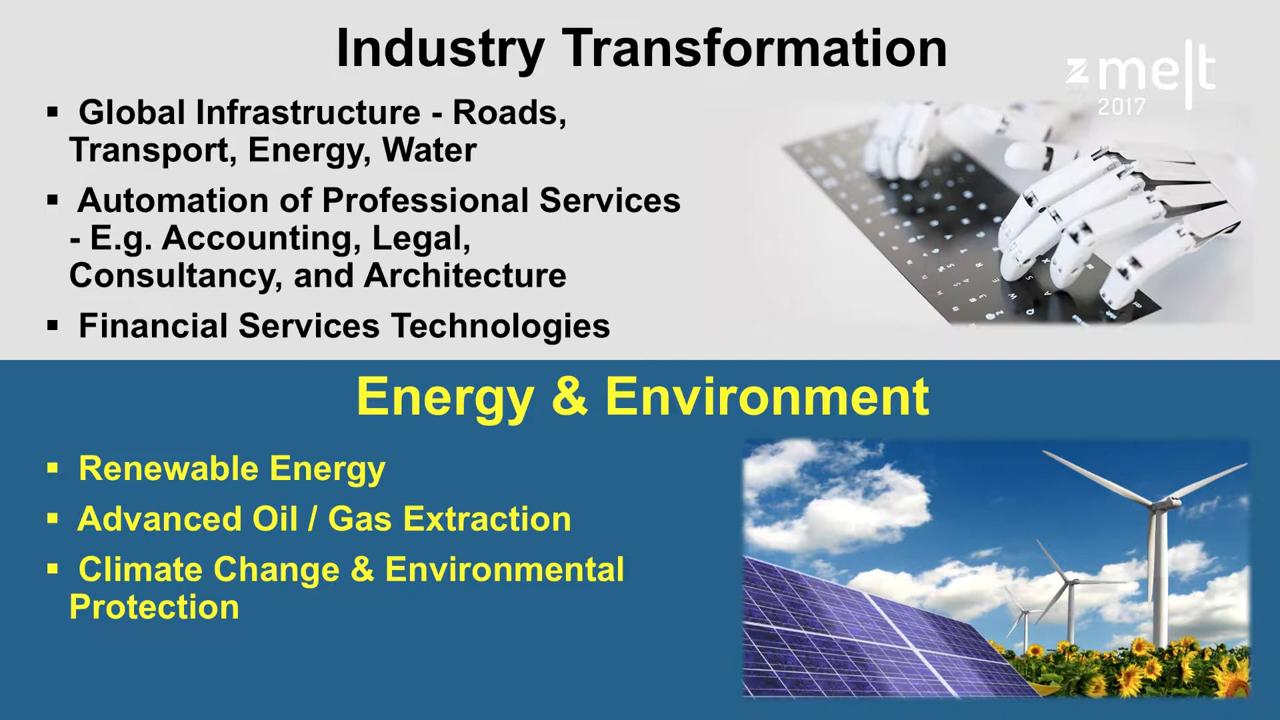 Industry Transformation
z melt
2017
▪ Global Infrastructure - Roads,
Transport, Energy, Water
▪ Automation of Professional Services
- E.g. Accounting, Legal,
Consultancy, and Architecture
▪ Financial Services Technologies
Energy & Environment
▪ Renewable Energy
▪ Advanced Oil / Gas Extraction
▪ Climate Change & Environmental
Protection